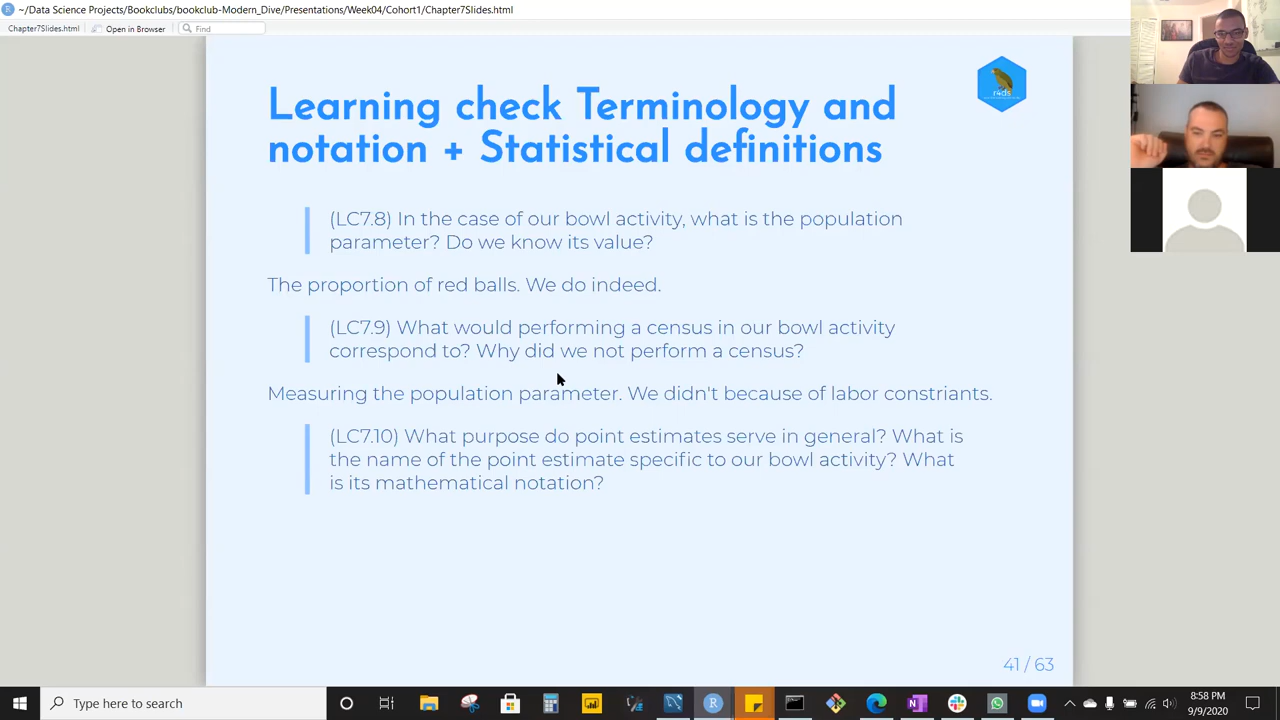 ~/Data Science Projects/Bookclubs/bookclub-Modern_Dive/Presentations/Week04/Cohort1/Chapter7Slides.html
Chapter7Slides.html
Open in Browser
Find
r4ds
Learning check Terminology and
notation + Statistical definitions
(LC7.8) In the case of our bowl activity, what is the population
parameter? Do we know its value?
The proportion of red balls. We do indeed.
(LC7.9) What would performing a census in our bowl activity
correspond to? Why did we not perform a census?
Measuring the population parameter. We didn't because of labor constriants.
(LC7.10) What purpose do point estimates serve in general? What is
the name of the point estimate specific to our bowl activity? What
is its mathematical notation?
41 / 63
Type here to search
8:58 PM
9/9/2020